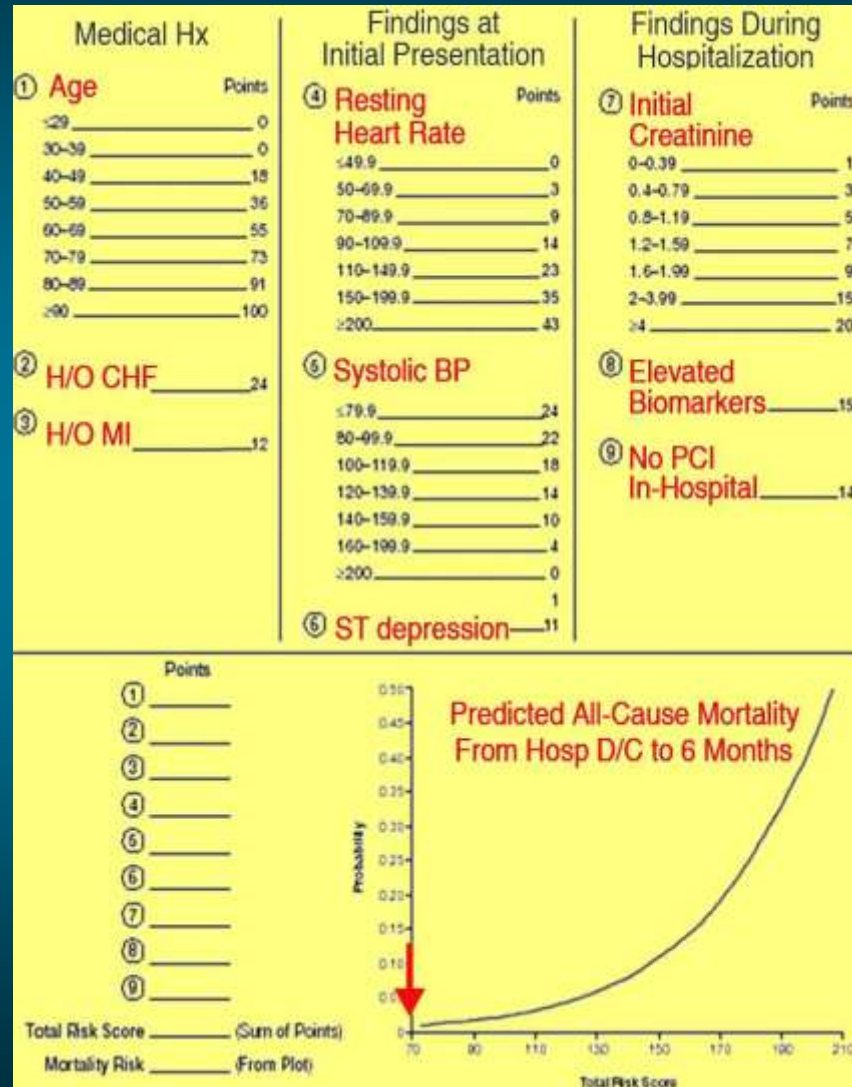 Medical Hx
① Age Points
≤29 0
30-39 0
40-49 18
50-59 36
60-69 55
70-79 73
80-89 91
≥90 100
② H/O CHF 24
③ H/O MI 12
Findings at
Initial Presentation
④ Resting Points
Heart Rate
≤49.9 0
50-69.9 3
70-89.9 9
90-109.9 14
110-149.9 23
150-199.9 35
≥200 43
⑤ Systolic BP
≤79.9 24
80-99.9 22
100-119.9 18
120-139.9 14
140-159.9 10
160-199.9 4
≥200 0
1
⑥ ST depression 11
Findings During
Hospitalization
⑦ Initial Points
Creatinine
0-0.39 1
0.4-0.79 3
0.8-1.19 5
1.2-1.59 7
1.6-1.99 9
2-3.99 15
≥4 20
⑧ Elevated
Biomarkers 15
⑨ No PCI
In-Hospital 14
Points
①
②
③
④
⑤
⑥
⑦
⑧
⑨
Total Risk Score (Sum of Points)
Mortality Risk (From Plot)
Predicted All-Cause Mortality
From Hosp D/C to 6 Months
Probability
0.50
0.45
0.40
0.35
0.30
0.25
0.20
0.15
0.10
0
70 90 110 130 150 170 190 210
Total Risk Score